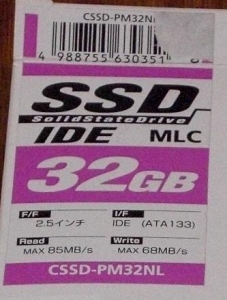 CSSD-PM32NL
4 988755 630351
SSD
SolidStateDrive
IDE MLC
32GB
F/F I/F
2.5インチ IDE (ATA133)
Read Write
MAX 85MB/s MAX 68MB/s
CSSD-PM32NL